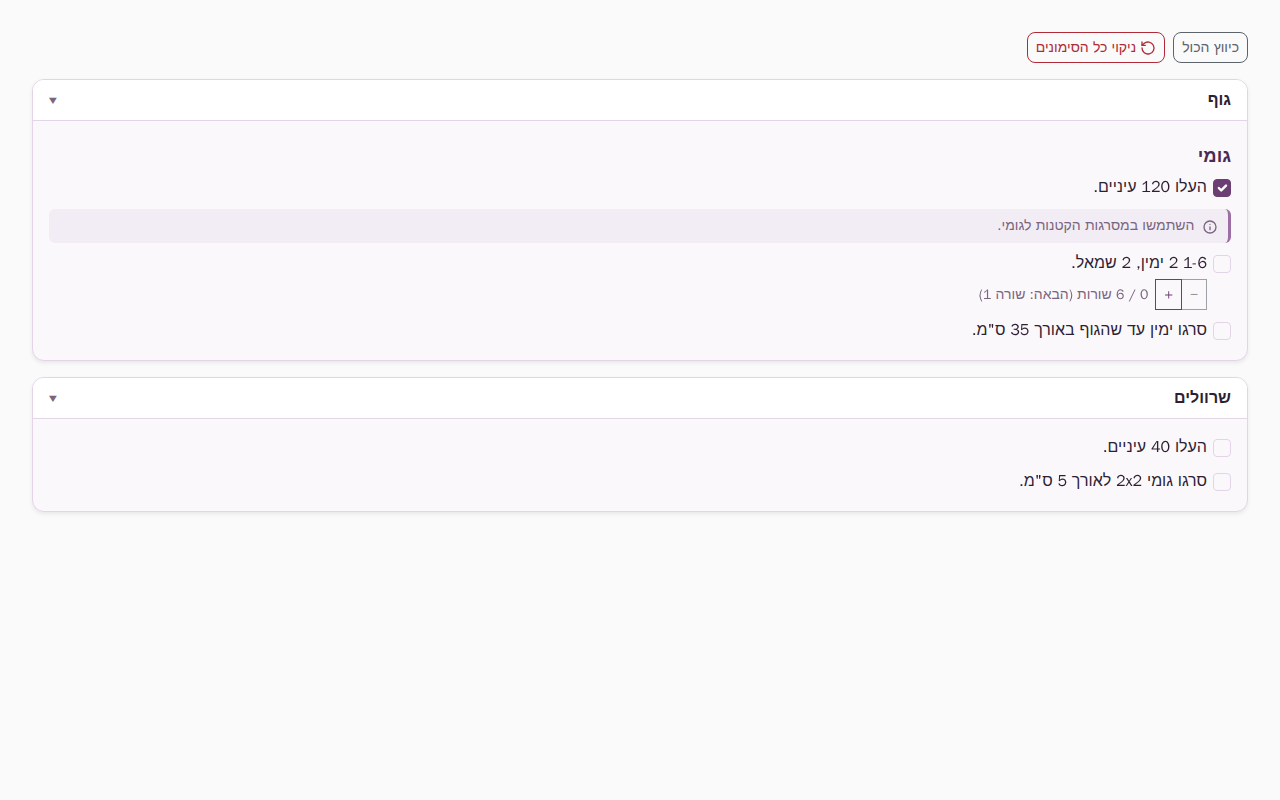 כיווץ הכול
ניקוי כל הסימונים
גוף ▼
גומי
העלו 120 עיניים.
השתמשו במסרגות הקטנות לגומי.
1-6 2 ימין, 2 שמאל.
− + 0 / 6 שורות (הבאה: שורה 1)
סרגו ימין עד שהגוף באורך 35 ס"מ.
שרוולים ▼
העלו 40 עיניים.
סרגו גומי 2x2 לאורך 5 ס"מ.